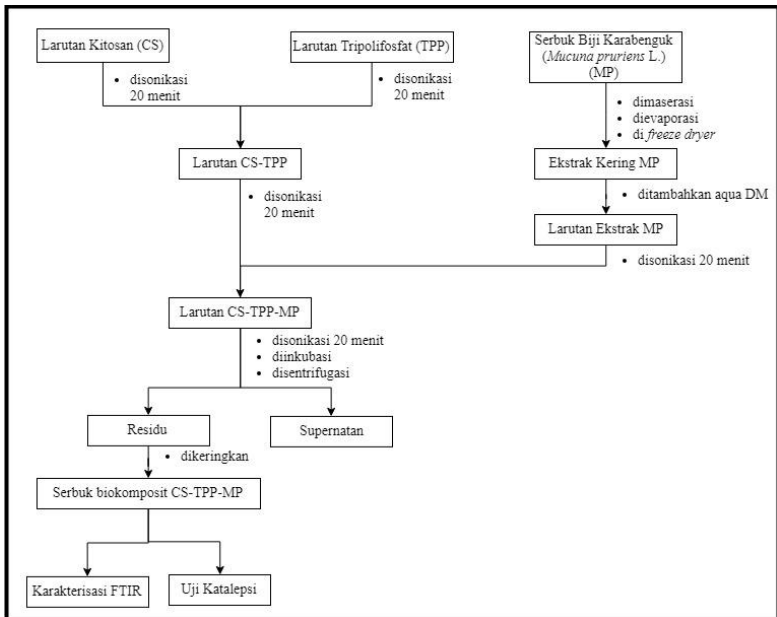 Larutan Kitosan (CS)
Larutan Tripolifosfat (TPP)
Serbuk Biji Karabenguk
(Mucuna pruriens L.)
(MP)
• disonikasi
20 menit
• disonikasi
20 menit
• dimaserasi
• dievaporasi
• di freeze dryer
Larutan CS-TPP
Ekstrak Kering MP
• disonikasi
20 menit
• ditambahkan aqua DM
Larutan Ekstrak MP
• disonikasi 20 menit
Larutan CS-TPP-MP
• disonikasi 20 menit
• diinkubasi
• disentrifugasi
Residu
Supernatan
• dikeringkan
Serbuk biokomposit CS-TPP-MP
Karakterisasi FTIR
Uji Katalepsi